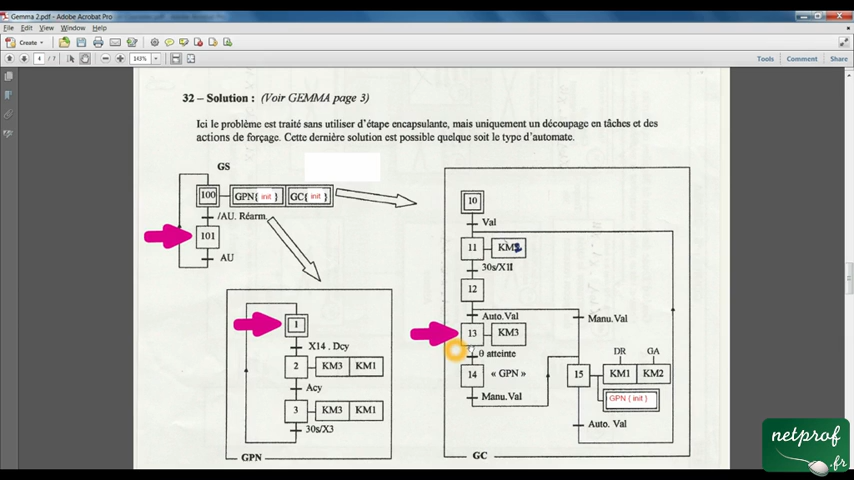 Gemma 2.pdf - Adobe Acrobat Pro
File Edit View Window Help
Create
4 / 7
143%
Tools Comment Share
32 – Solution : (Voir GEMMA page 3)
Ici le problème est traité sans utiliser d'étape encapsulante, mais uniquement un découpage en tâches et des
actions de forçage. Cette dernière solution est possible quelque soit le type d'automate.
GS
100 GPN{ init } GC{ init }
/AU. Réarm.
101
AU
1
X14 . Dcy
2 KM3 KM1
Acy
3 KM3 KM1
30s/X3
GPN
10
Val
11
30s/X11
12
Auto.Val Manu.Val
13 KM3
θ atteinte
14 « GPN »
Manu.Val
DR GA
15 KM1 KM2
GPN { init }
Auto. Val
GC
netprof
.fr